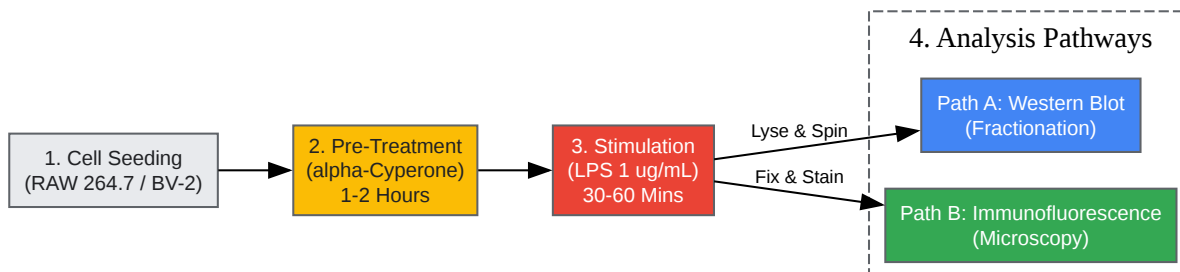 4. Analysis Pathways
1. Cell Seeding
(RAW 264.7 / BV-2)
2. Pre-Treatment
(alpha-Cyperone)
1-2 Hours
3. Stimulation
(LPS 1 ug/mL)
30-60 Mins
Lyse & Spin
Fix & Stain
Path A: Western Blot
(Fractionation)
Path B: Immunofluorescence
(Microscopy)